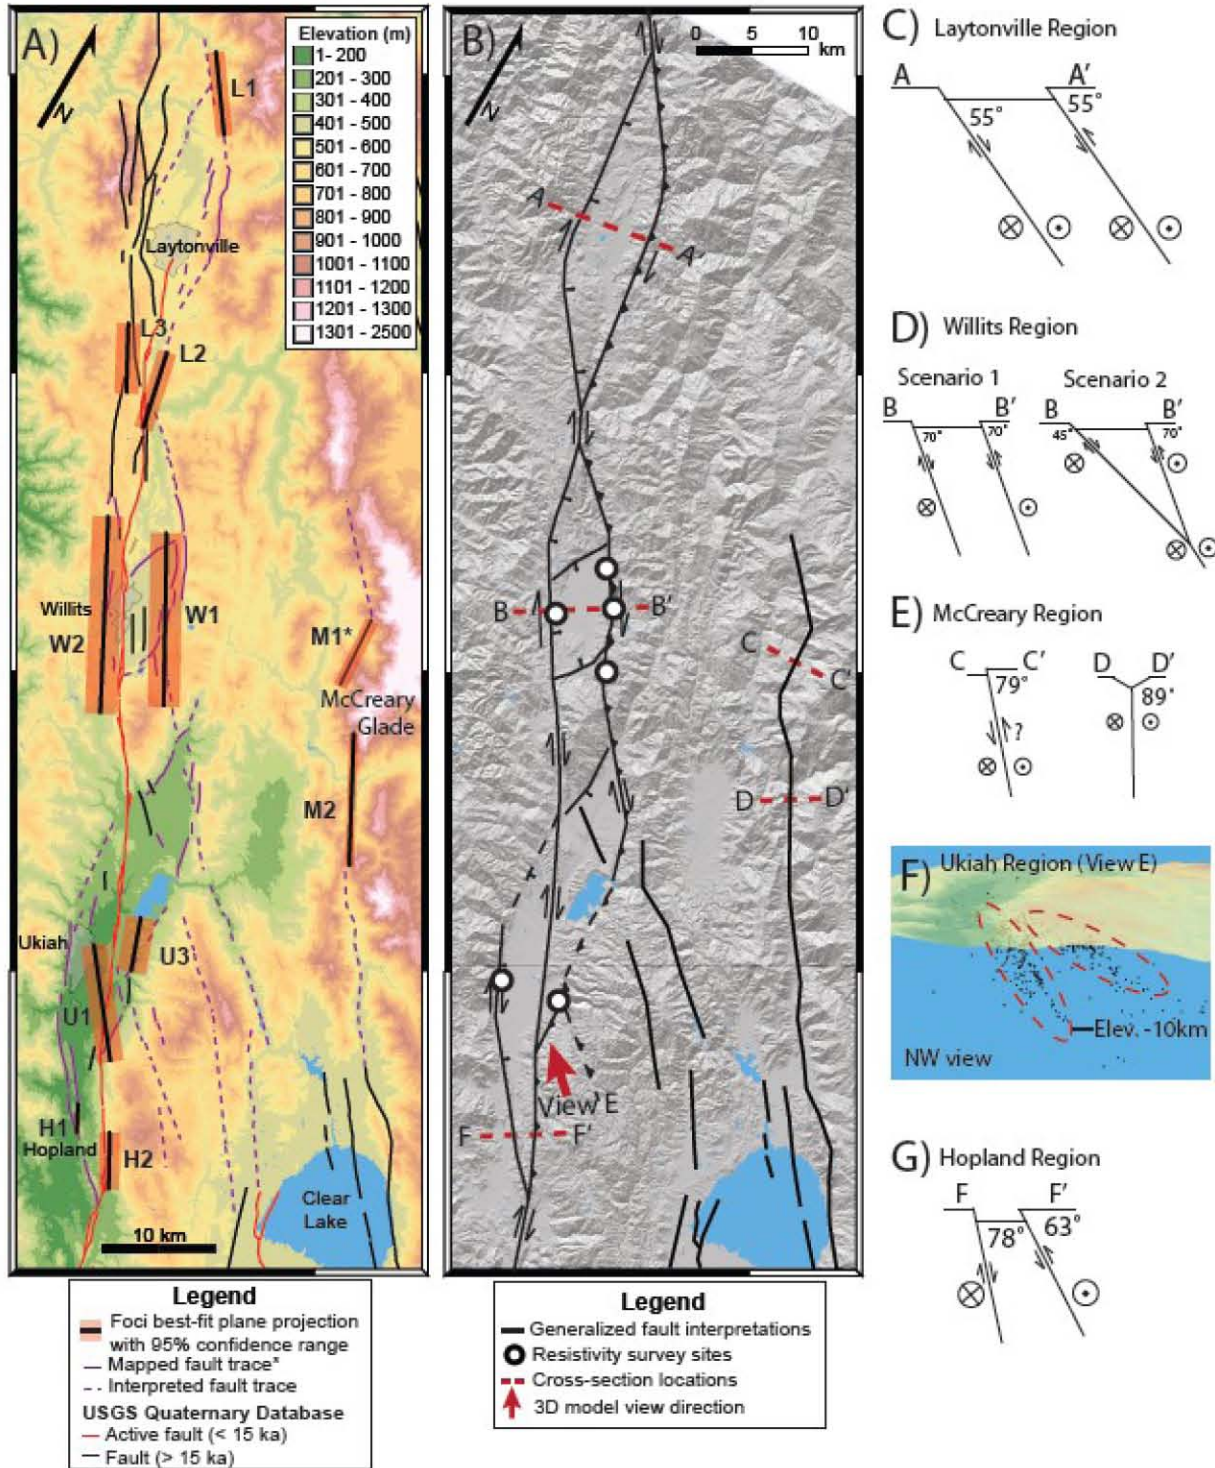 A)
N
L1
Laytonville
L3
L2
Willits
W2
W1
M1*
McCreary
Glade
M2
Ukiah
U3
U1
H1
Hopland
H2
Clear
Lake
10 km
Elevation (m)
1- 200
201 - 300
301 - 400
401 - 500
501 - 600
601 - 700
701 - 800
801 - 900
901 - 1000
1001 - 1100
1101 - 1200
1201 - 1300
1301 - 2500
Legend
Foci best-fit plane projection
with 95% confidence range
Mapped fault trace*
Interpreted fault trace
USGS Quaternary Database
Active fault (< 15 ka)
Fault (> 15 ka)
B)
N
0 5 10
km
A A'
B B'
C C'
D D'
View E
F F'
Legend
Generalized fault interpretations
Resistivity survey sites
Cross-section locations
3D model view direction
C) Laytonville Region
A A'
55° 55°
D) Willits Region
Scenario 1 Scenario 2
B B' B B'
70° 70° 45° 70°
E) McCreary Region
C C' D D'
79° 89°
?
F) Ukiah Region (View E)
Elev. -10km
NW view
G) Hopland Region
F F'
78° 63°